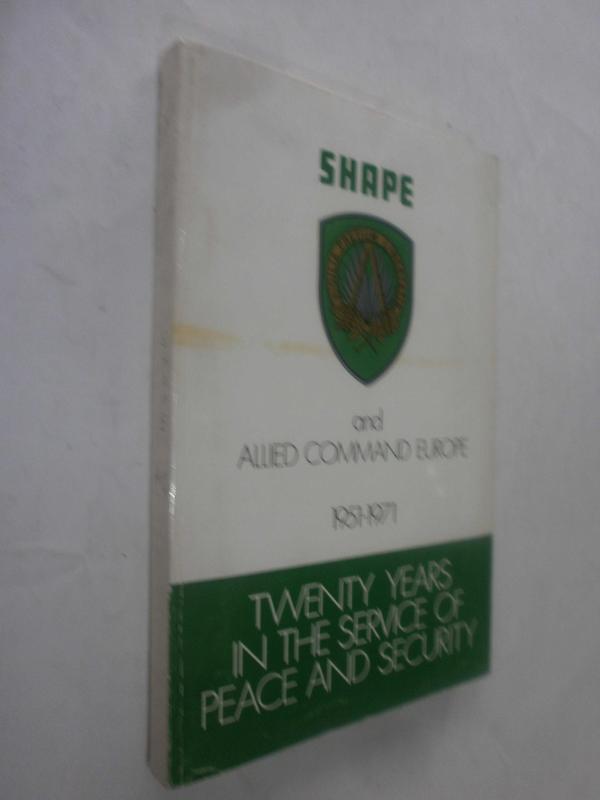 SHAPE
and
ALLIED COMMAND EUROPE
1951-1971
TWENTY YEARS
IN THE SERVICE OF
PEACE AND SECURITY